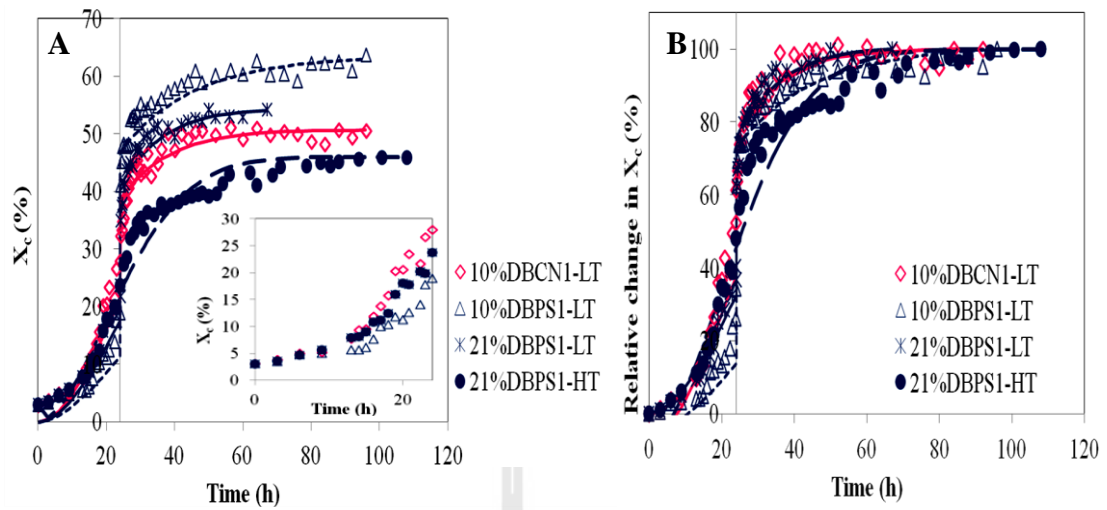 A
X_c (%)
70
60
50
40
30
20
10
0
0 20 40 60 80 100 120
Time (h)
X_c (%)
30
25
20
15
10
5
0
0 20
Time (h)
10%DBCN1-LT
10%DBPS1-LT
21%DBPS1-LT
21%DBPS1-HT
B
Relative change in X_c (%)
100
80
60
40
20
0
0 20 40 60 80 100 120
Time (h)
10%DBCN1-LT
10%DBPS1-LT
21%DBPS1-LT
21%DBPS1-HT